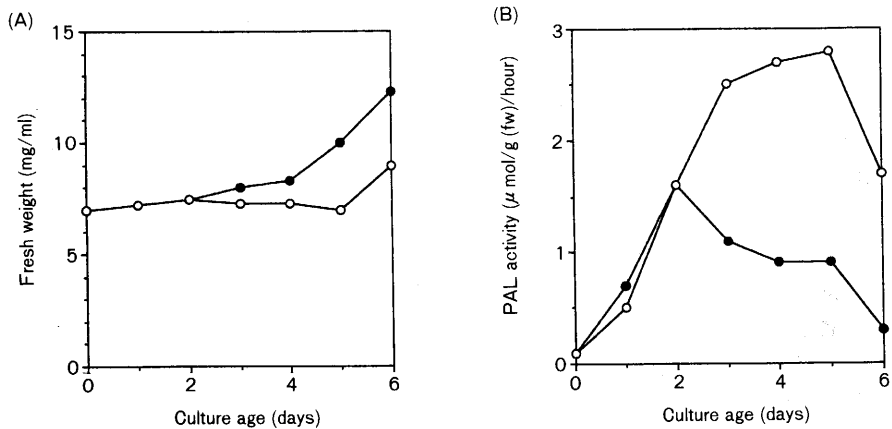 (A)
15
10
5
0
Fresh weight (mg/ml)
0 2 4 6
Culture age (days)
(B)
3
2
1
0
PAL activity (μ mol/g (fw)/hour)
0 2 4 6
Culture age (days)